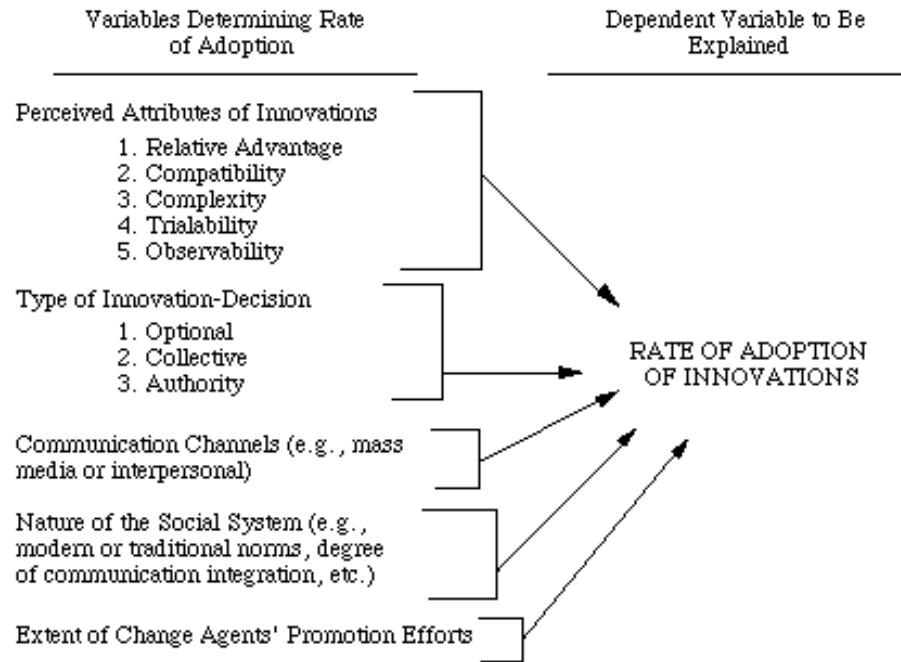 Variables Determining Rate
of Adoption
Dependent Variable to Be
Explained
Perceived Attributes of Innovations
1. Relative Advantage
2. Compatibility
3. Complexity
4. Trialability
5. Observability
Type of Innovation-Decision
1. Optional
2. Collective
3. Authority
RATE OF ADOPTION
OF INNOVATIONS
Communication Channels (e.g., mass
media or interpersonal)
Nature of the Social System (e.g.,
modern or traditional norms, degree
of communication integration, etc.)
Extent of Change Agents' Promotion Efforts